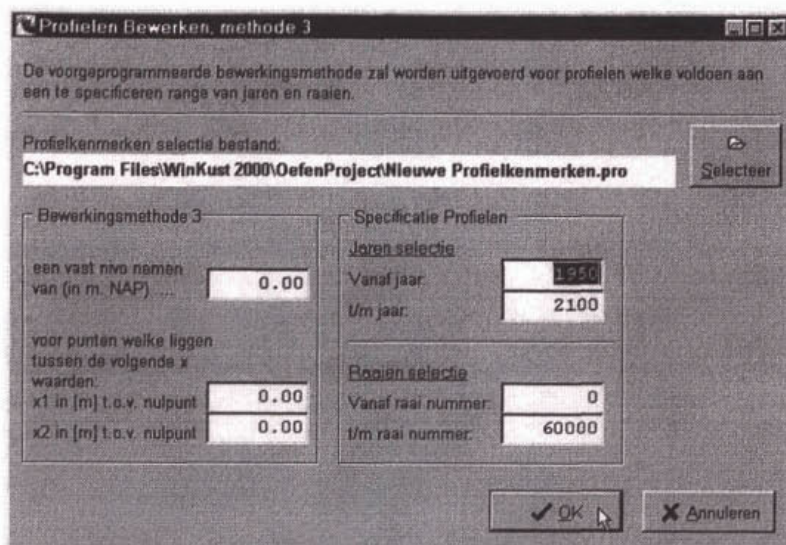 Profielen Bewerken, methode 3
De voorgeprogrammeerde bewerkingsmethode zal worden uitgevoerd voor profielen welke voldoen aan
een te specificeren range van jaren en raaien.
Profielkenmerken selectie bestand:
C:\Program Files\WinKust 2000\OefenProject\Nieuwe Profielkenmerken.pro
Selecteer
Bewerkingsmethode 3
een vast nivo nemen
van (in m. NAP) ....
0.00
voor punten welke liggen
tussen de volgende x
waarden:
x1 in [m] t.o.v. nulpunt
0.00
x2 in [m] t.o.v. nulpunt
0.00
Specificatie Profielen
Jaren selectie
Vanaf jaar:
1950
t/m jaar:
2100
Raaien selectie
Vanaf raai nummer:
0
t/m raai nummer:
60000
OK
Annuleren